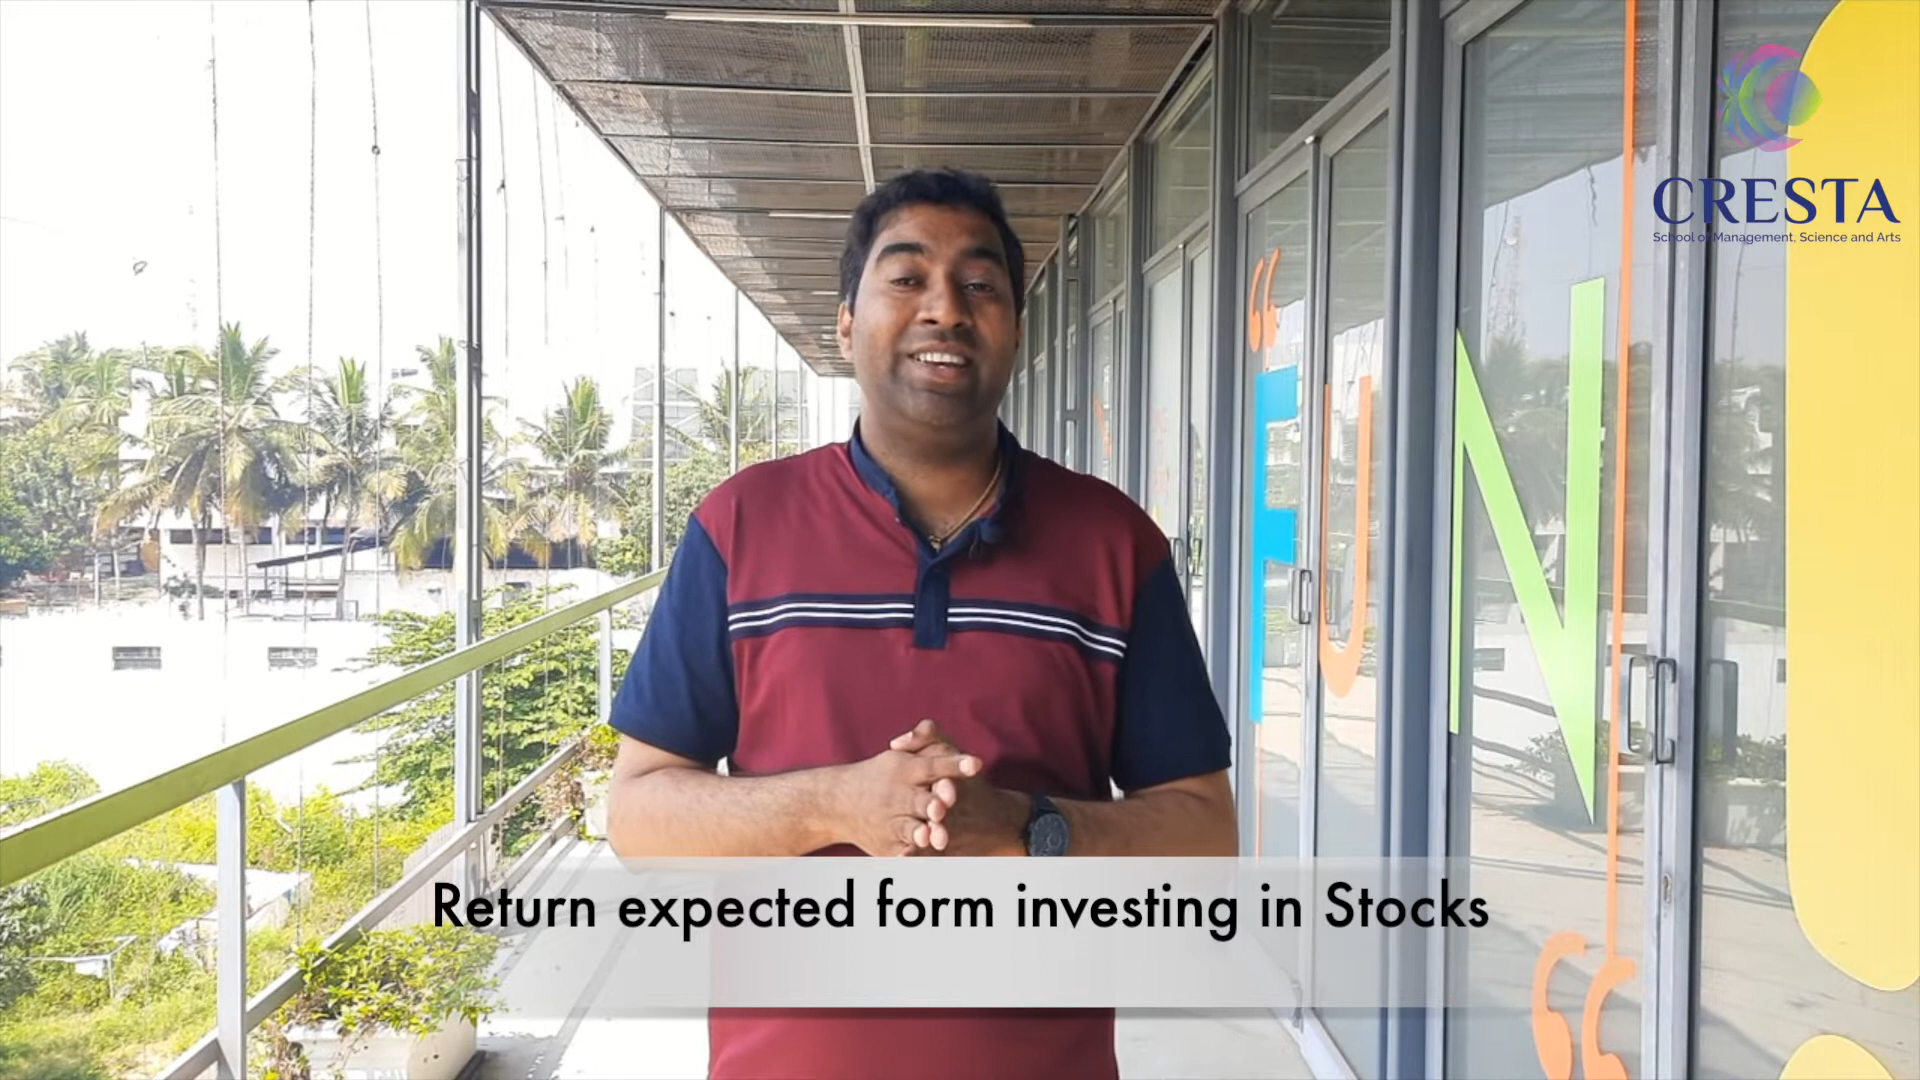 CRESTA
School of Management, Science and Arts
“FUN
Return expected form investing in Stocks